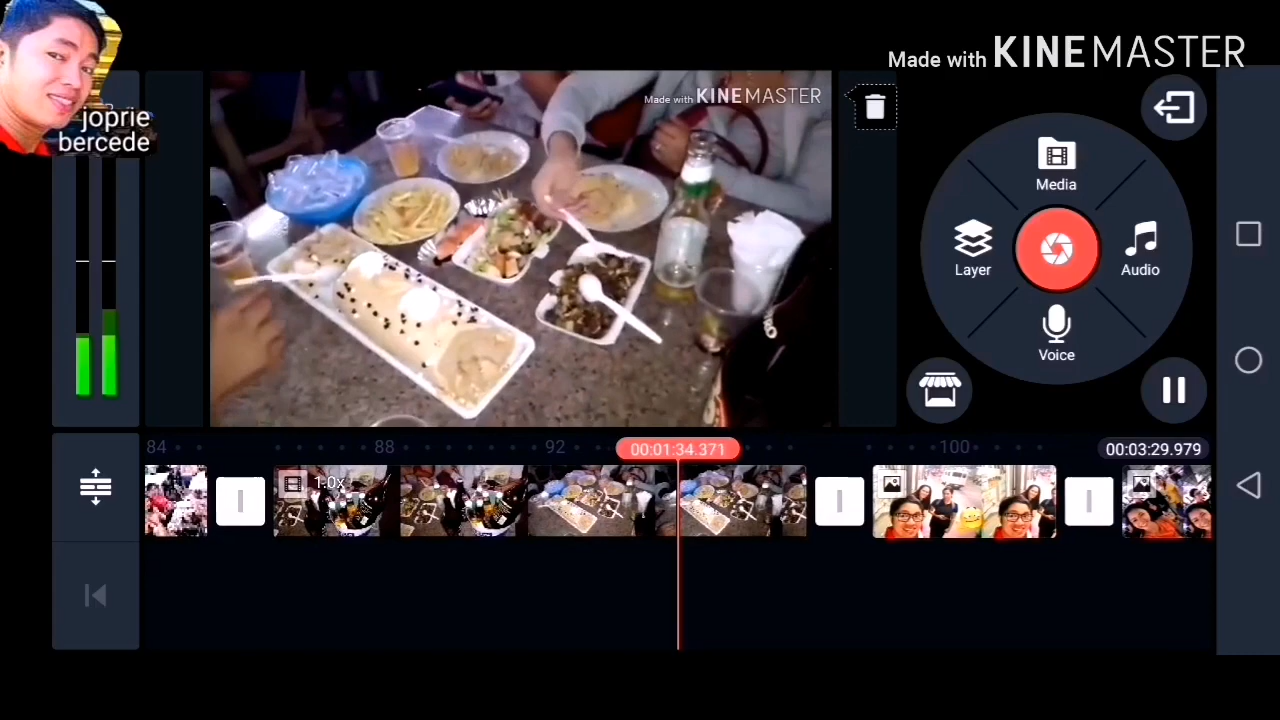 Made with KINEMASTER
joprie
bercede
Made with KINEMASTER
Media
Layer
Audio
Voice
84
88
92
00:01:34.371
100
00:03:29.979
1.0x